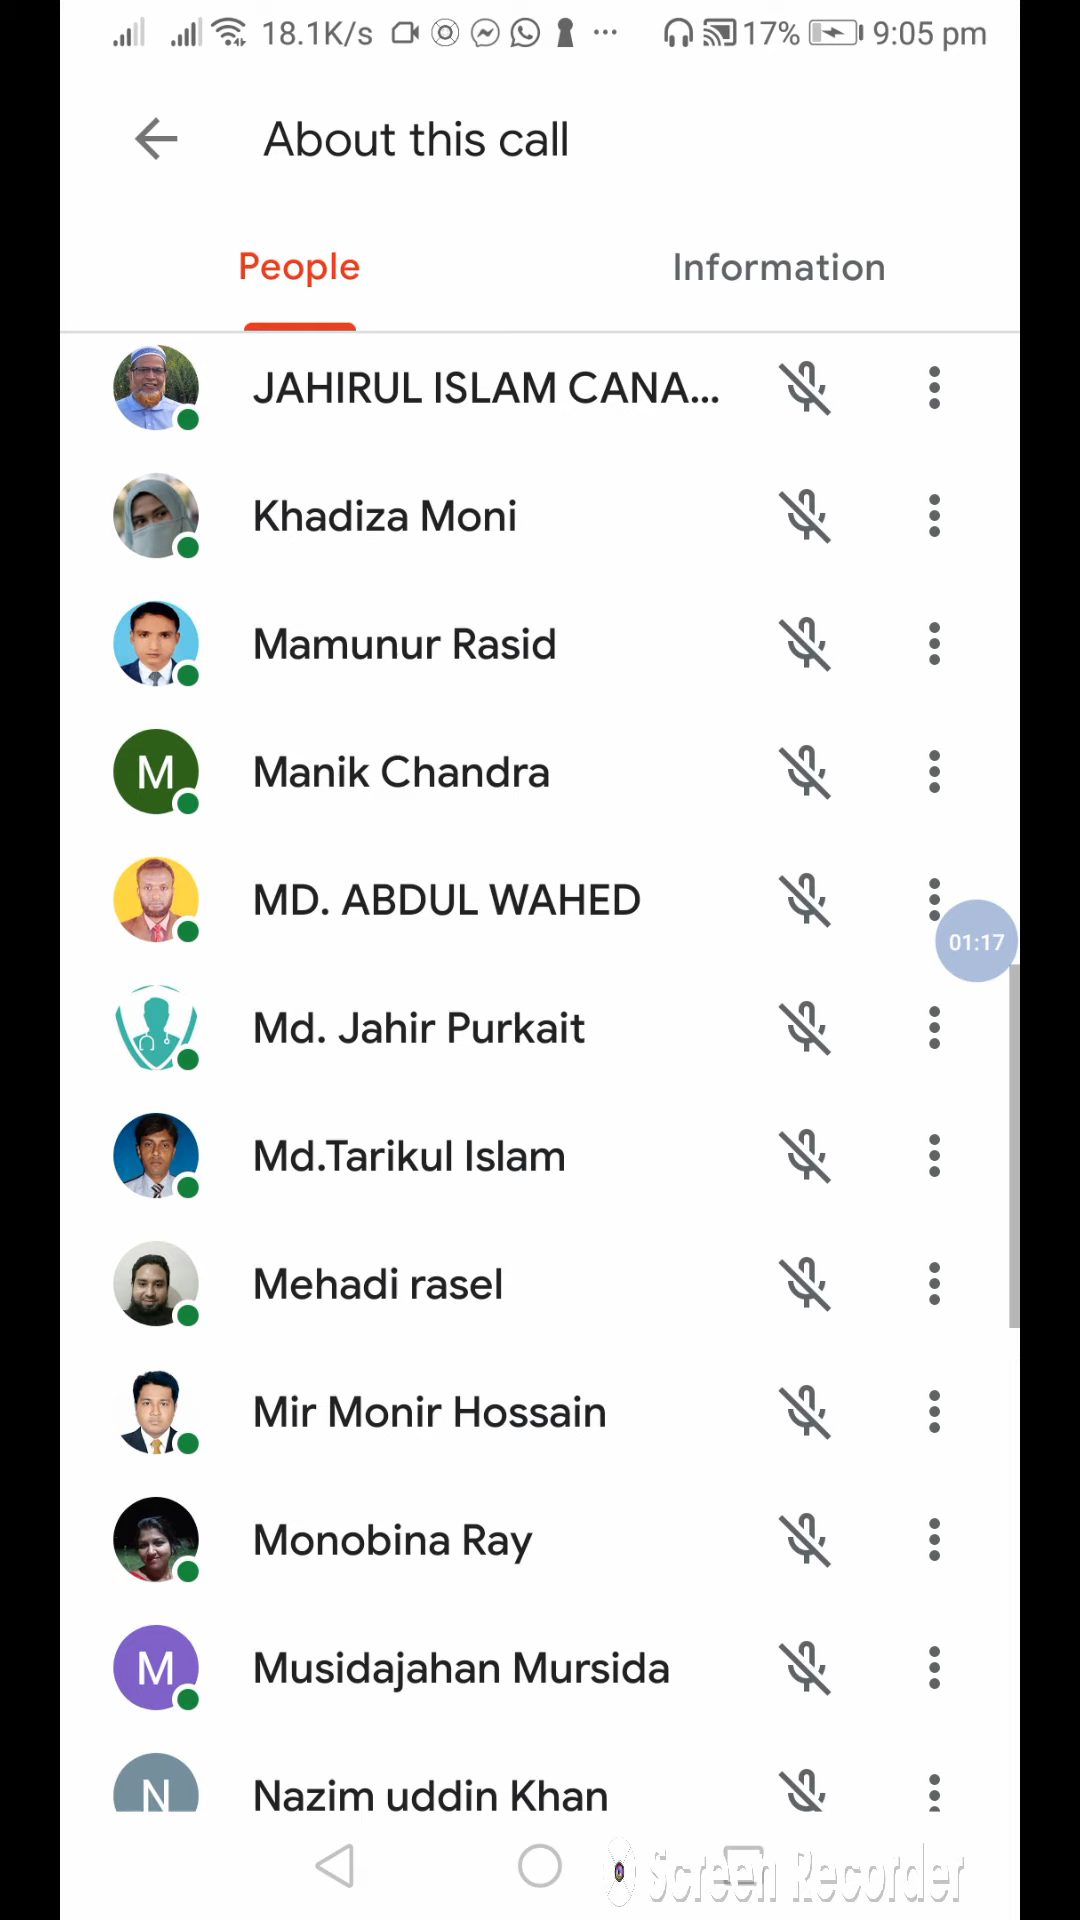 18.1K/s ... 17% 9:05 pm
About this call
People Information
JAHIRUL ISLAM CANA...
Khadiza Moni
Mamunur Rasid
M Manik Chandra
MD. ABDUL WAHED
01:17
Md. Jahir Purkait
Md.Tarikul Islam
Mehadi rasel
Mir Monir Hossain
Monobina Ray
M Musidajahan Mursida
N Nazim uddin Khan
Screen Recorder